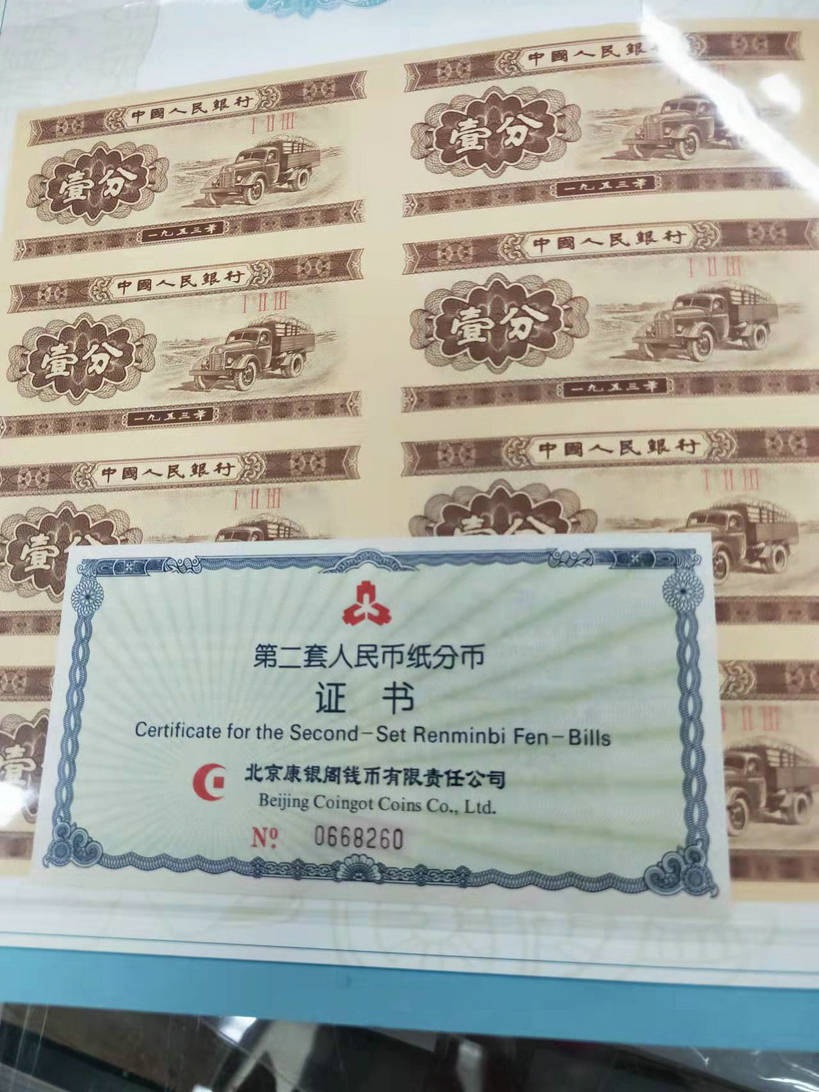 中國人民銀行
I II III
壹分
一九五三年
中國人民銀
壹分
一九五三年
中國人民銀行
I II III
壹分
一九五三年
中國人民銀行
I II III
壹分
一九五三年
中國人民銀行
I II III
壹分
中國人民銀行
I II III
壹分
壹
I II III
第二套人民币纸分币
证书
Certificate for the Second-Set Renminbi Fen-Bills
北京康银阁钱币有限责任公司
Beijing Coingot Coins Co., Ltd.
Nº 0668260